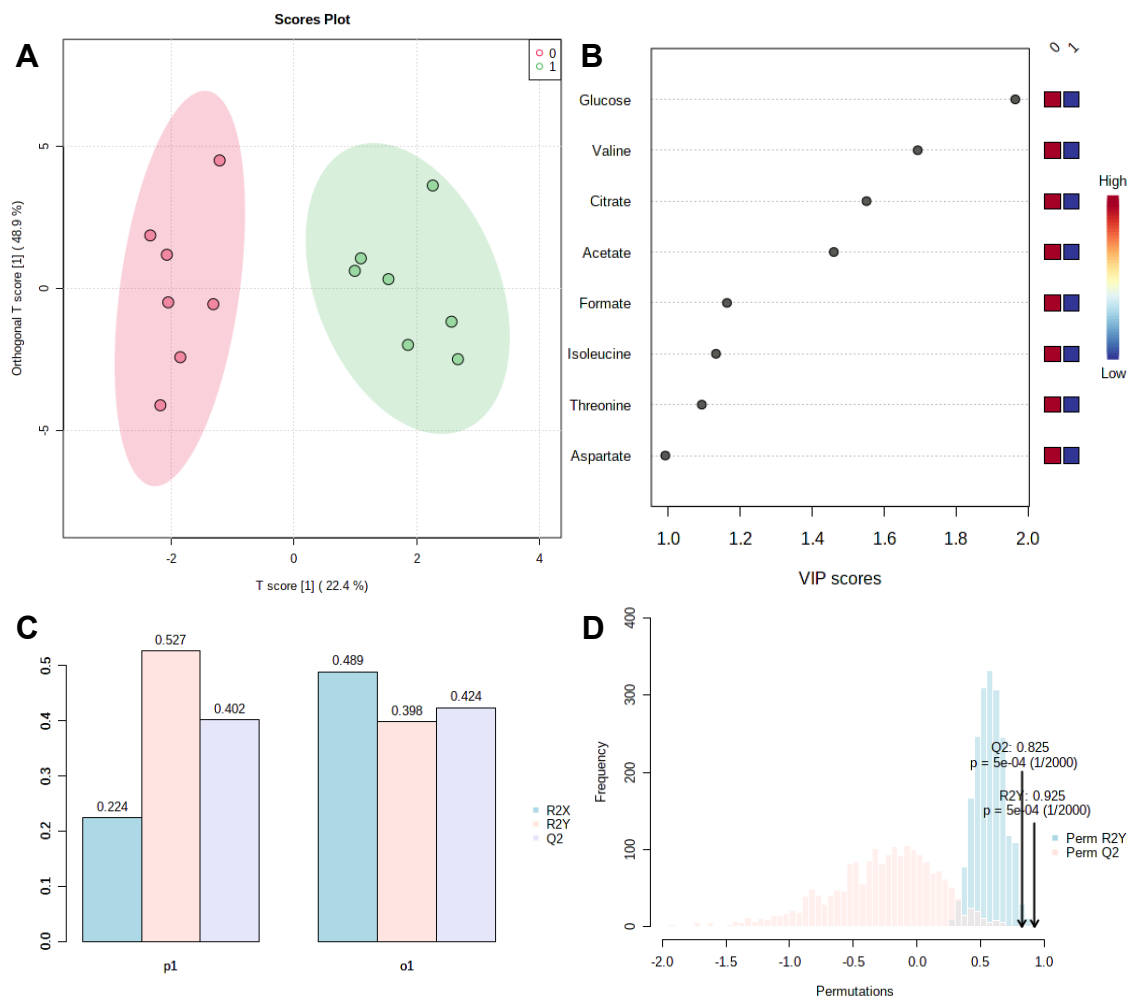 Scores Plot
A
0
1
Orthogonal T score [1] ( 48.9 %)
5
0
-5
-2
0
2
4
T score [1] ( 22.4 %)
B
0
1
Glucose
Valine
Citrate
Acetate
Formate
Isoleucine
Threonine
Aspartate
High
Low
1.0
1.2
1.4
1.6
1.8
2.0
VIP scores
C
0.5
0.4
0.3
0.2
0.1
0.0
0.224
0.527
0.402
0.489
0.398
0.424
p1
o1
R2X
R2Y
Q2
D
Frequency
400
300
200
100
0
Q2: 0.825
p = 5e-04 (1/2000)
R2Y: 0.925
p = 5e-04 (1/2000)
Perm R2Y
Perm Q2
-2.0
-1.5
-1.0
-0.5
0.0
0.5
1.0
Permutations